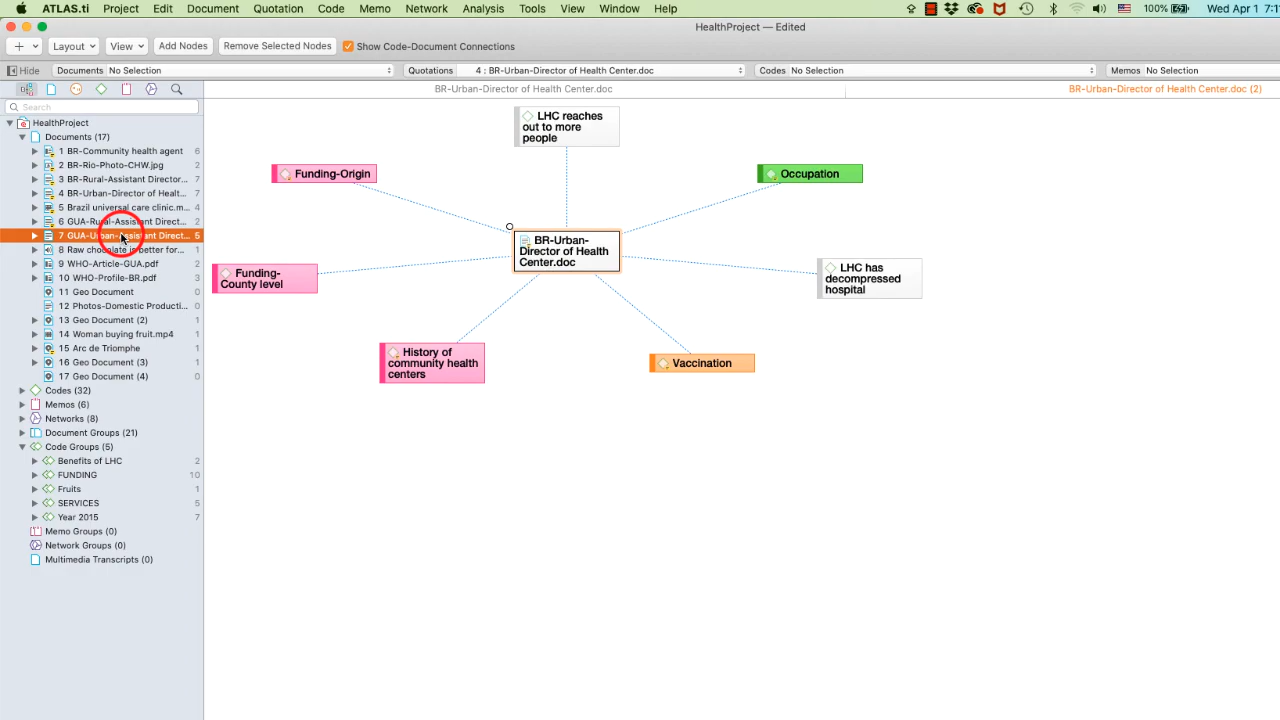 ATLAS.ti Project Edit Document Quotation Code Memo Network Analysis Tools View Window Help 100% Wed Apr 1
HealthProject — Edited
Layout View Add Nodes Remove Selected Nodes Show Code-Document Connections
Hide Documents No Selection Quotations 4 : BR-Urban-Director of Health Center.doc Codes No Selection Memos No Selection
BR-Urban-Director of Health Center.doc BR-Urban-Director of Health Center.doc (2)
Search
HealthProject
Documents (17)
1 BR-Community health agent 6
2 BR-Rio-Photo-CHW.jpg 2
3 BR-Rural-Assistant Director... 7
4 BR-Urban-Director of Healt... 7
5 Brazil universal care clinic.m... 4
6 GUA-Rural-Assistant Direct... 2
7 GUA-Urban-Assistant Direct... 5
8 Raw chocolate is better for... 1
9 WHO-Article-GUA.pdf 2
10 WHO-Profile-BR.pdf 2
11 Geo Document 0
12 Photos-Domestic Producti... 0
13 Geo Document (2) 1
14 Woman buying fruit.mp4 1
15 Arc de Triomphe 1
16 Geo Document (3) 1
17 Geo Document (4) 0
Codes (32)
Memos (6)
Networks (8)
Document Groups (21)
Code Groups (5)
Benefits of LHC 2
FUNDING 10
Fruits 1
SERVICES 5
Year 2015 7
Memo Groups (0)
Network Groups (0)
Multimedia Transcripts (0)
LHC reaches
out to more
people
Funding-Origin
Occupation
BR-Urban-
Director of Health
Center.doc
Funding-
County level
LHC has
decompressed
hospital
History of
community health
centers
Vaccination